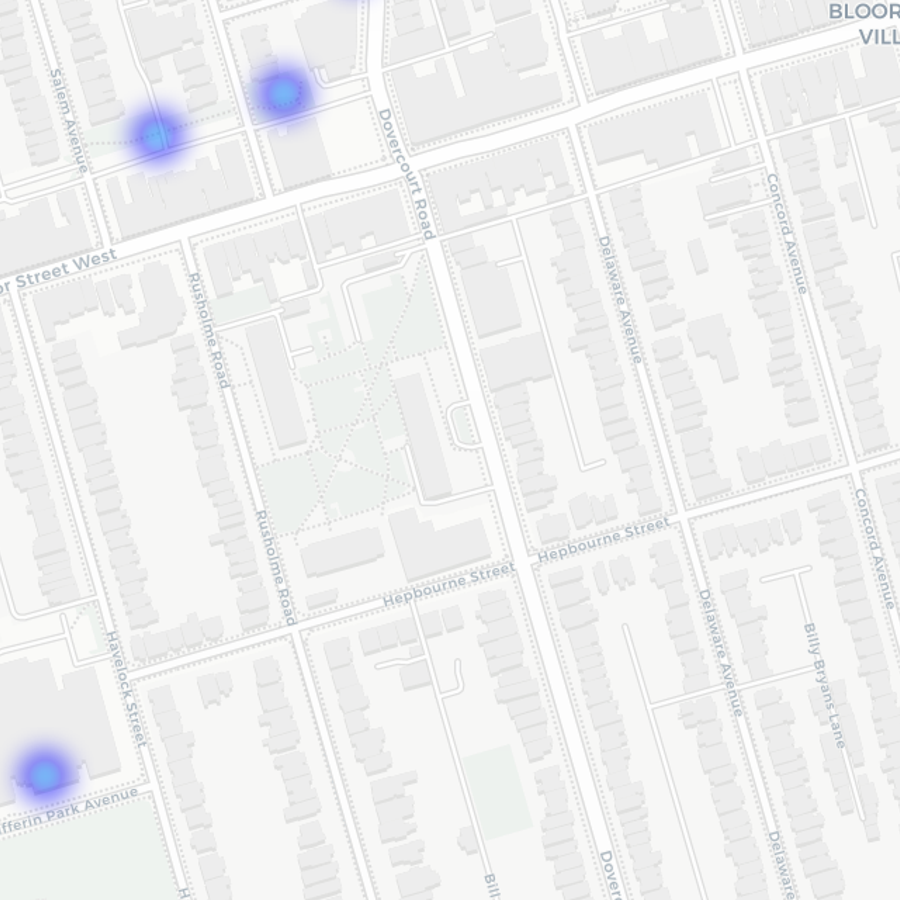 BLOOR
VILL
Salem Avenue
Dovercourt Road
Concord Avenue
or Street West
Delaware Avenue
Rusholme Road
Rusholme Road
Hepbourne Street
Hepbourne Street
Concord Avenue
Delaware Avenue
Billy Bryans Lane
Havelock Street
fferin Park Avenue
Delaware
Dover
Bill
H